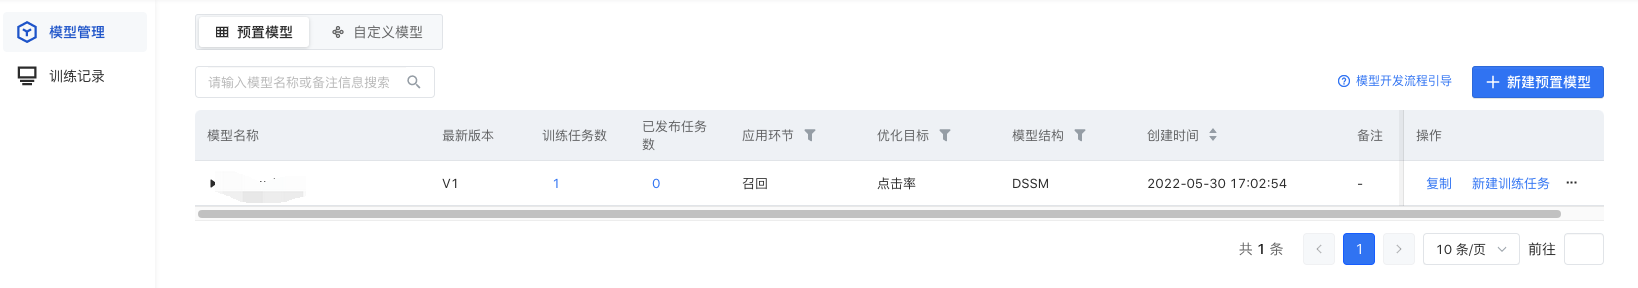 模型管理
训练记录
预置模型
自定义模型
请输入模型名称或备注信息搜索
模型开发流程引导
新建预置模型
模型名称
最新版本
训练任务数
已发布任务
数
应用环节
优化目标
模型结构
创建时间
备注
操作
V1
1
0
召回
点击率
DSSM
2022-05-30 17:02:54
-
复制
新建训练任务
···
共 1 条
1
10 条/页
前往